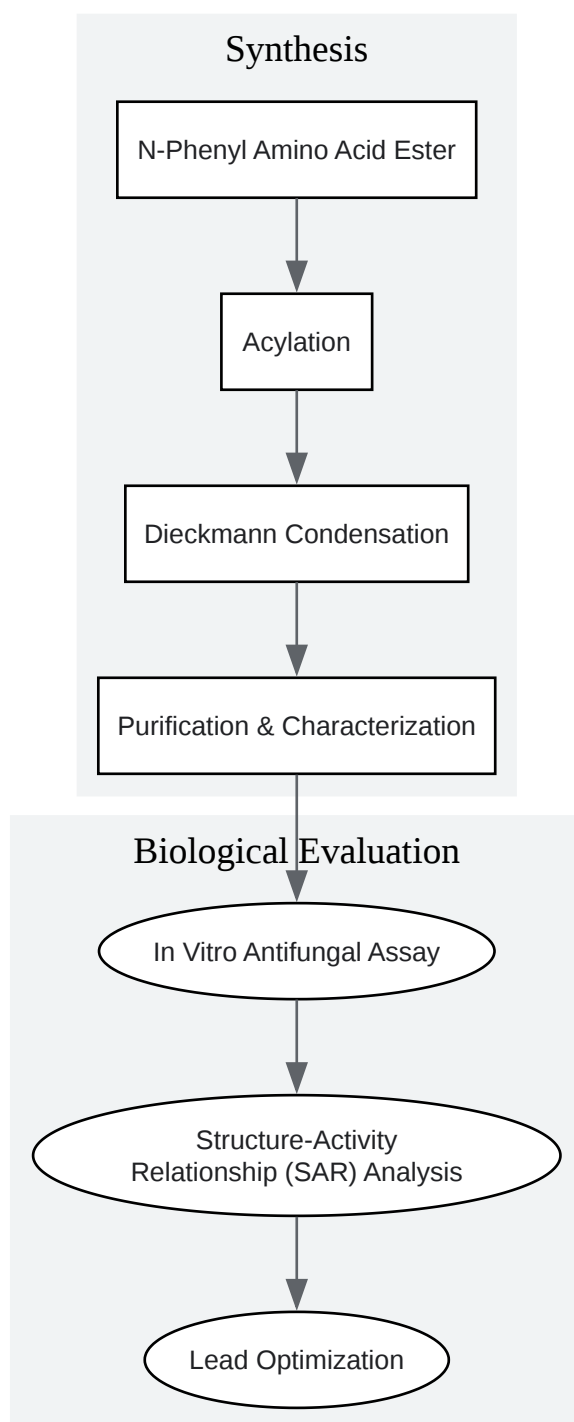 Synthesis
N-Phenyl Amino Acid Ester
Acylation
Dieckmann Condensation
Purification & Characterization
Biological Evaluation
In Vitro Antifungal Assay
Structure-Activity
Relationship (SAR) Analysis
Lead Optimization